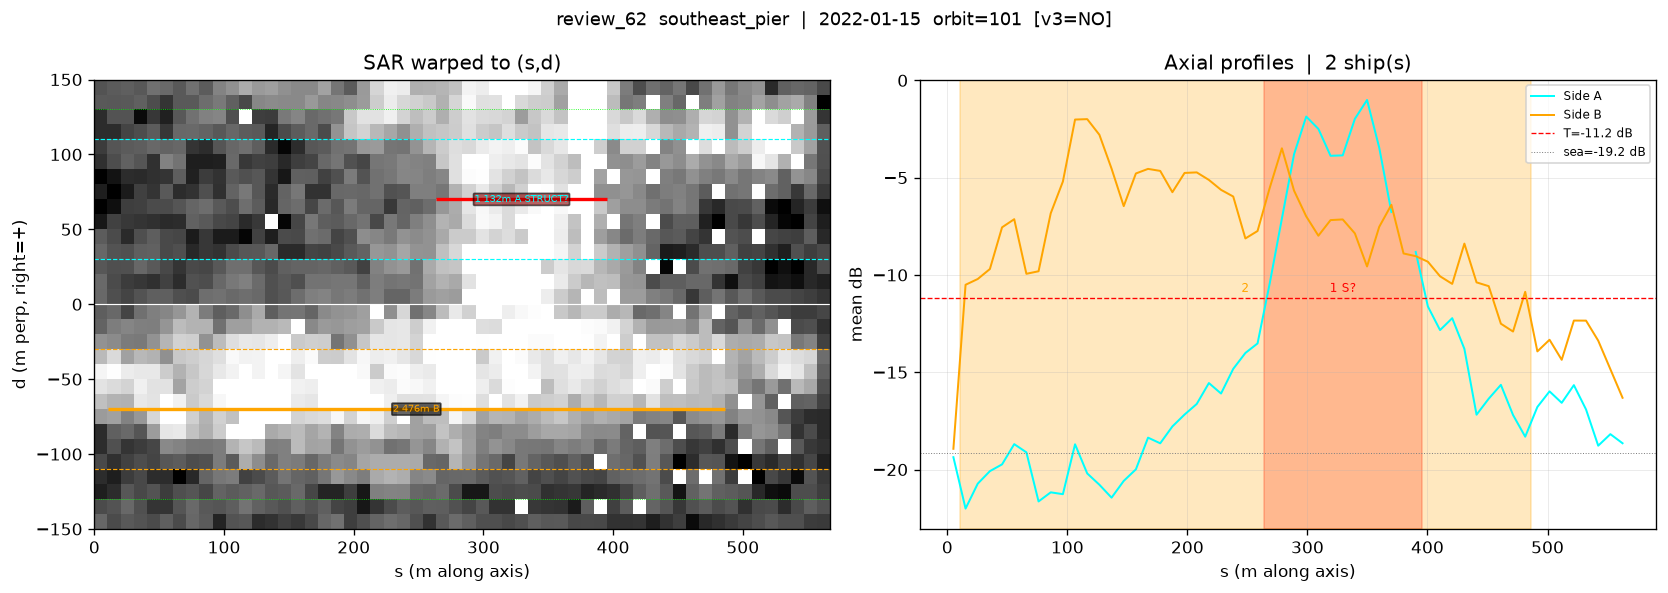 review_62  southeast_pier  |  2022-01-15  orbit=101  [v3=NO]
SAR warped to (s,d)
150
100
50
0
−50
−100
−150
d (m perp, right=+)
1 132m A STRUCT?
2 476m B
0
100
200
300
400
500
s (m along axis)
Axial profiles  |  2 ship(s)
0
−5
−10
−15
−20
mean dB
Side A
Side B
T=-11.2 dB
sea=-19.2 dB
2
1 S?
0
100
200
300
400
500
s (m along axis)